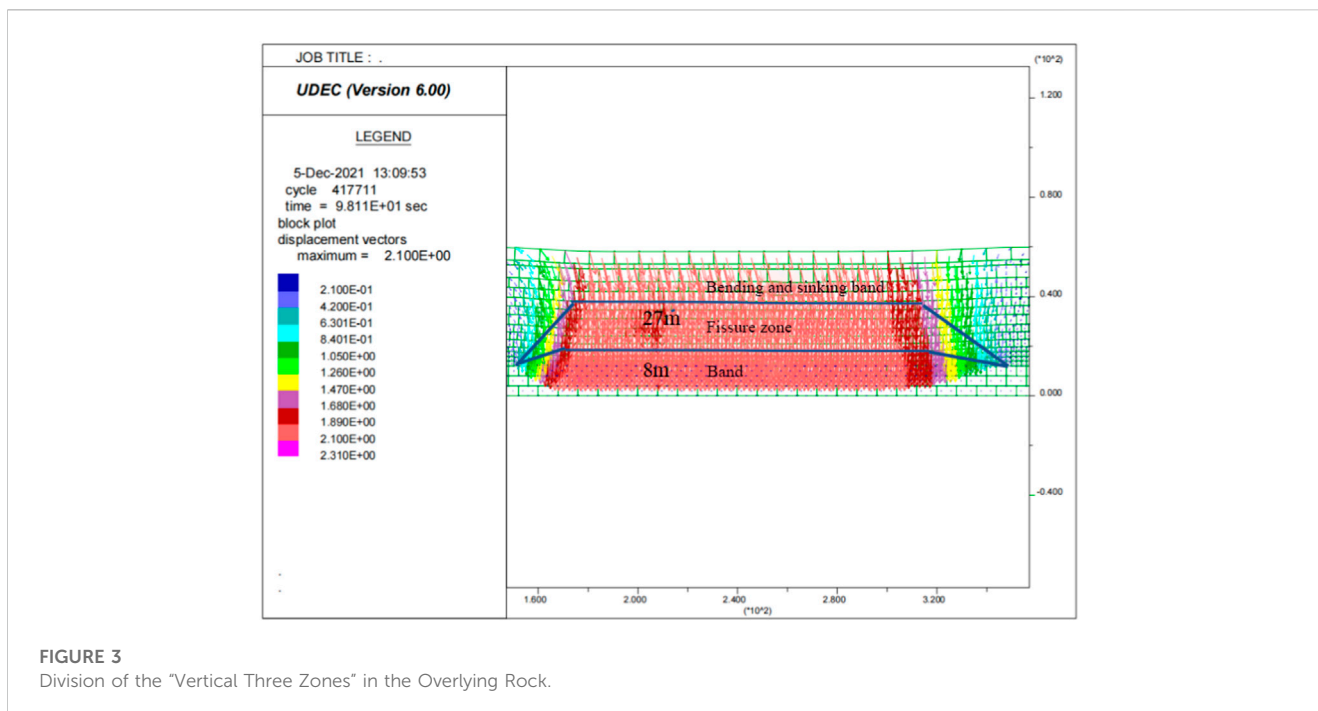 JOB TITLE : .
UDEC (Version 6.00)
LEGEND
5-Dec-2021 13:09:53
cycle 417711
time = 9.811E+01 sec
block plot
displacement vectors
maximum = 2.100E+00
2.100E-01
4.200E-01
6.301E-01
8.401E-01
1.050E+00
1.260E+00
1.470E+00
1.680E+00
1.890E+00
2.100E+00
2.310E+00
Bending and sinking band
27m
Fissure zone
8m Band
(*10^2)
1.200
0.800
0.400
0.000
-0.400
1.600 2.000 2.400 2.800 3.200
(*10^2)
FIGURE 3
Division of the “Vertical Three Zones” in the Overlying Rock.